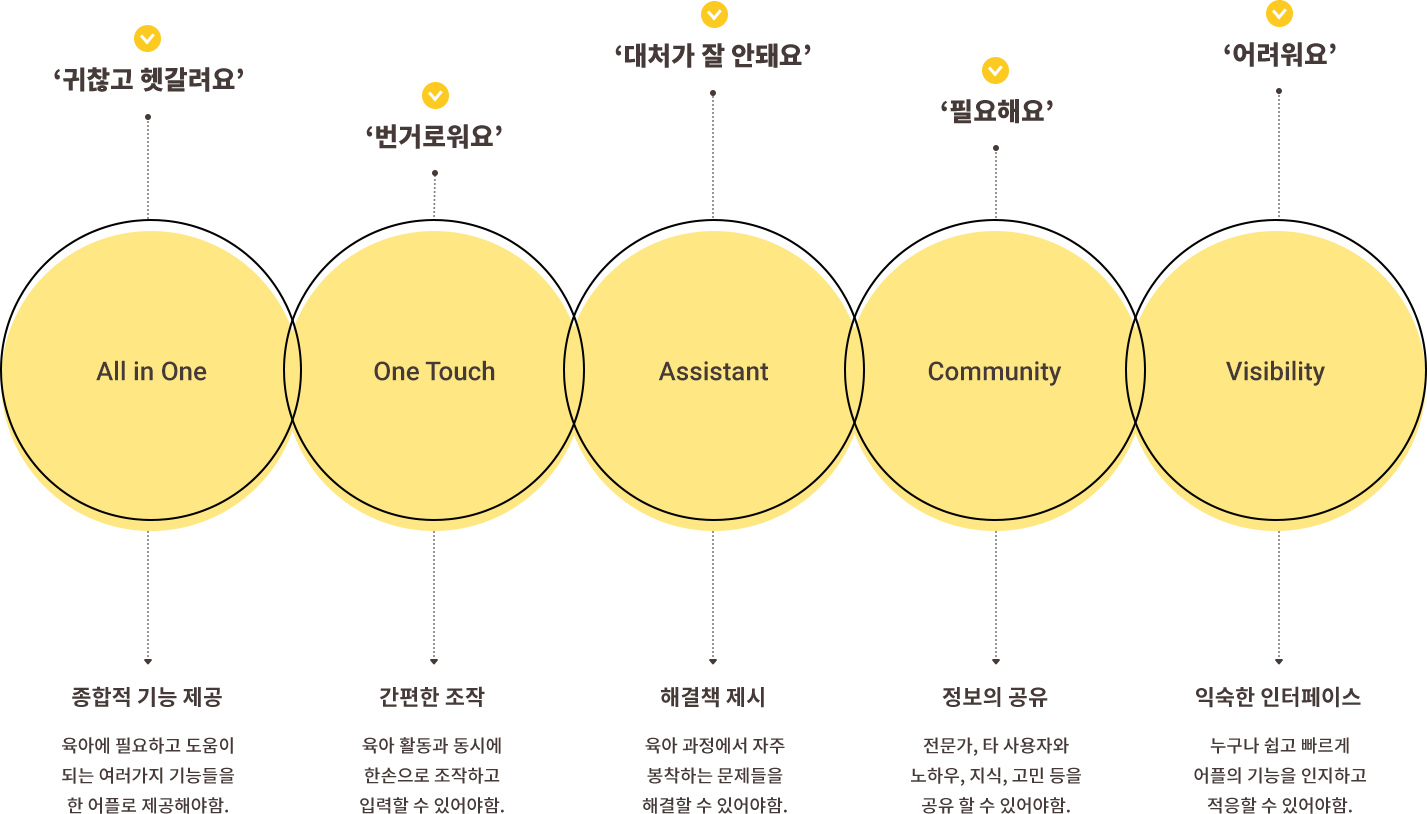 ‘귀찮고 헷갈려요’
‘번거로워요’
‘대처가 잘 안돼요’
‘필요해요’
‘어려워요’
All in One
One Touch
Assistant
Community
Visibility
종합적 기능 제공
육아에 필요하고 도움이
되는 여러가지 기능들을
한 어플로 제공해야함.
간편한 조작
육아 활동과 동시에
한손으로 조작하고
입력할 수 있어야함.
해결책 제시
육아 과정에서 자주
봉착하는 문제들을
해결할 수 있어야함.
정보의 공유
전문가, 타 사용자와
노하우, 지식, 고민 등을
공유 할 수 있어야함.
익숙한 인터페이스
누구나 쉽고 빠르게
어플의 기능을 인지하고
적응할 수 있어야함.